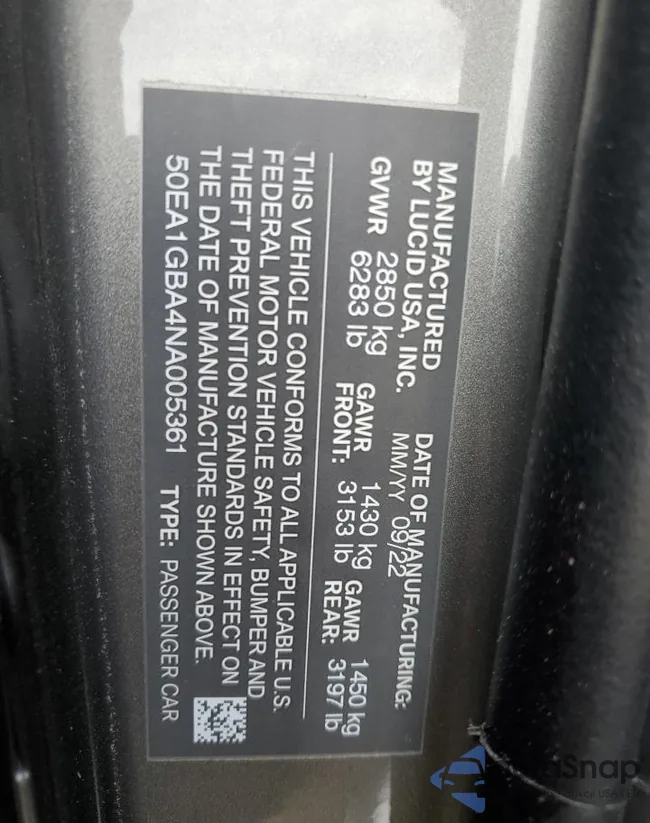 MANUFACTURED
BY LUCID USA, INC.
DATE OF MANUFACTURING:
MM/YY 09/22
GVWR 2850 kg
6283 lb
GAWR FRONT: 1430 kg
3153 lb
GAWR REAR: 1450 kg
3197 lb
THIS VEHICLE CONFORMS TO ALL APPLICABLE U.S.
FEDERAL MOTOR VEHICLE SAFETY, BUMPER AND
THEFT PREVENTION STANDARDS IN EFFECT ON
THE DATE OF MANUFACTURE SHOWN ABOVE.
50EA1GBA4NA005361 TYPE: PASSENGER CAR